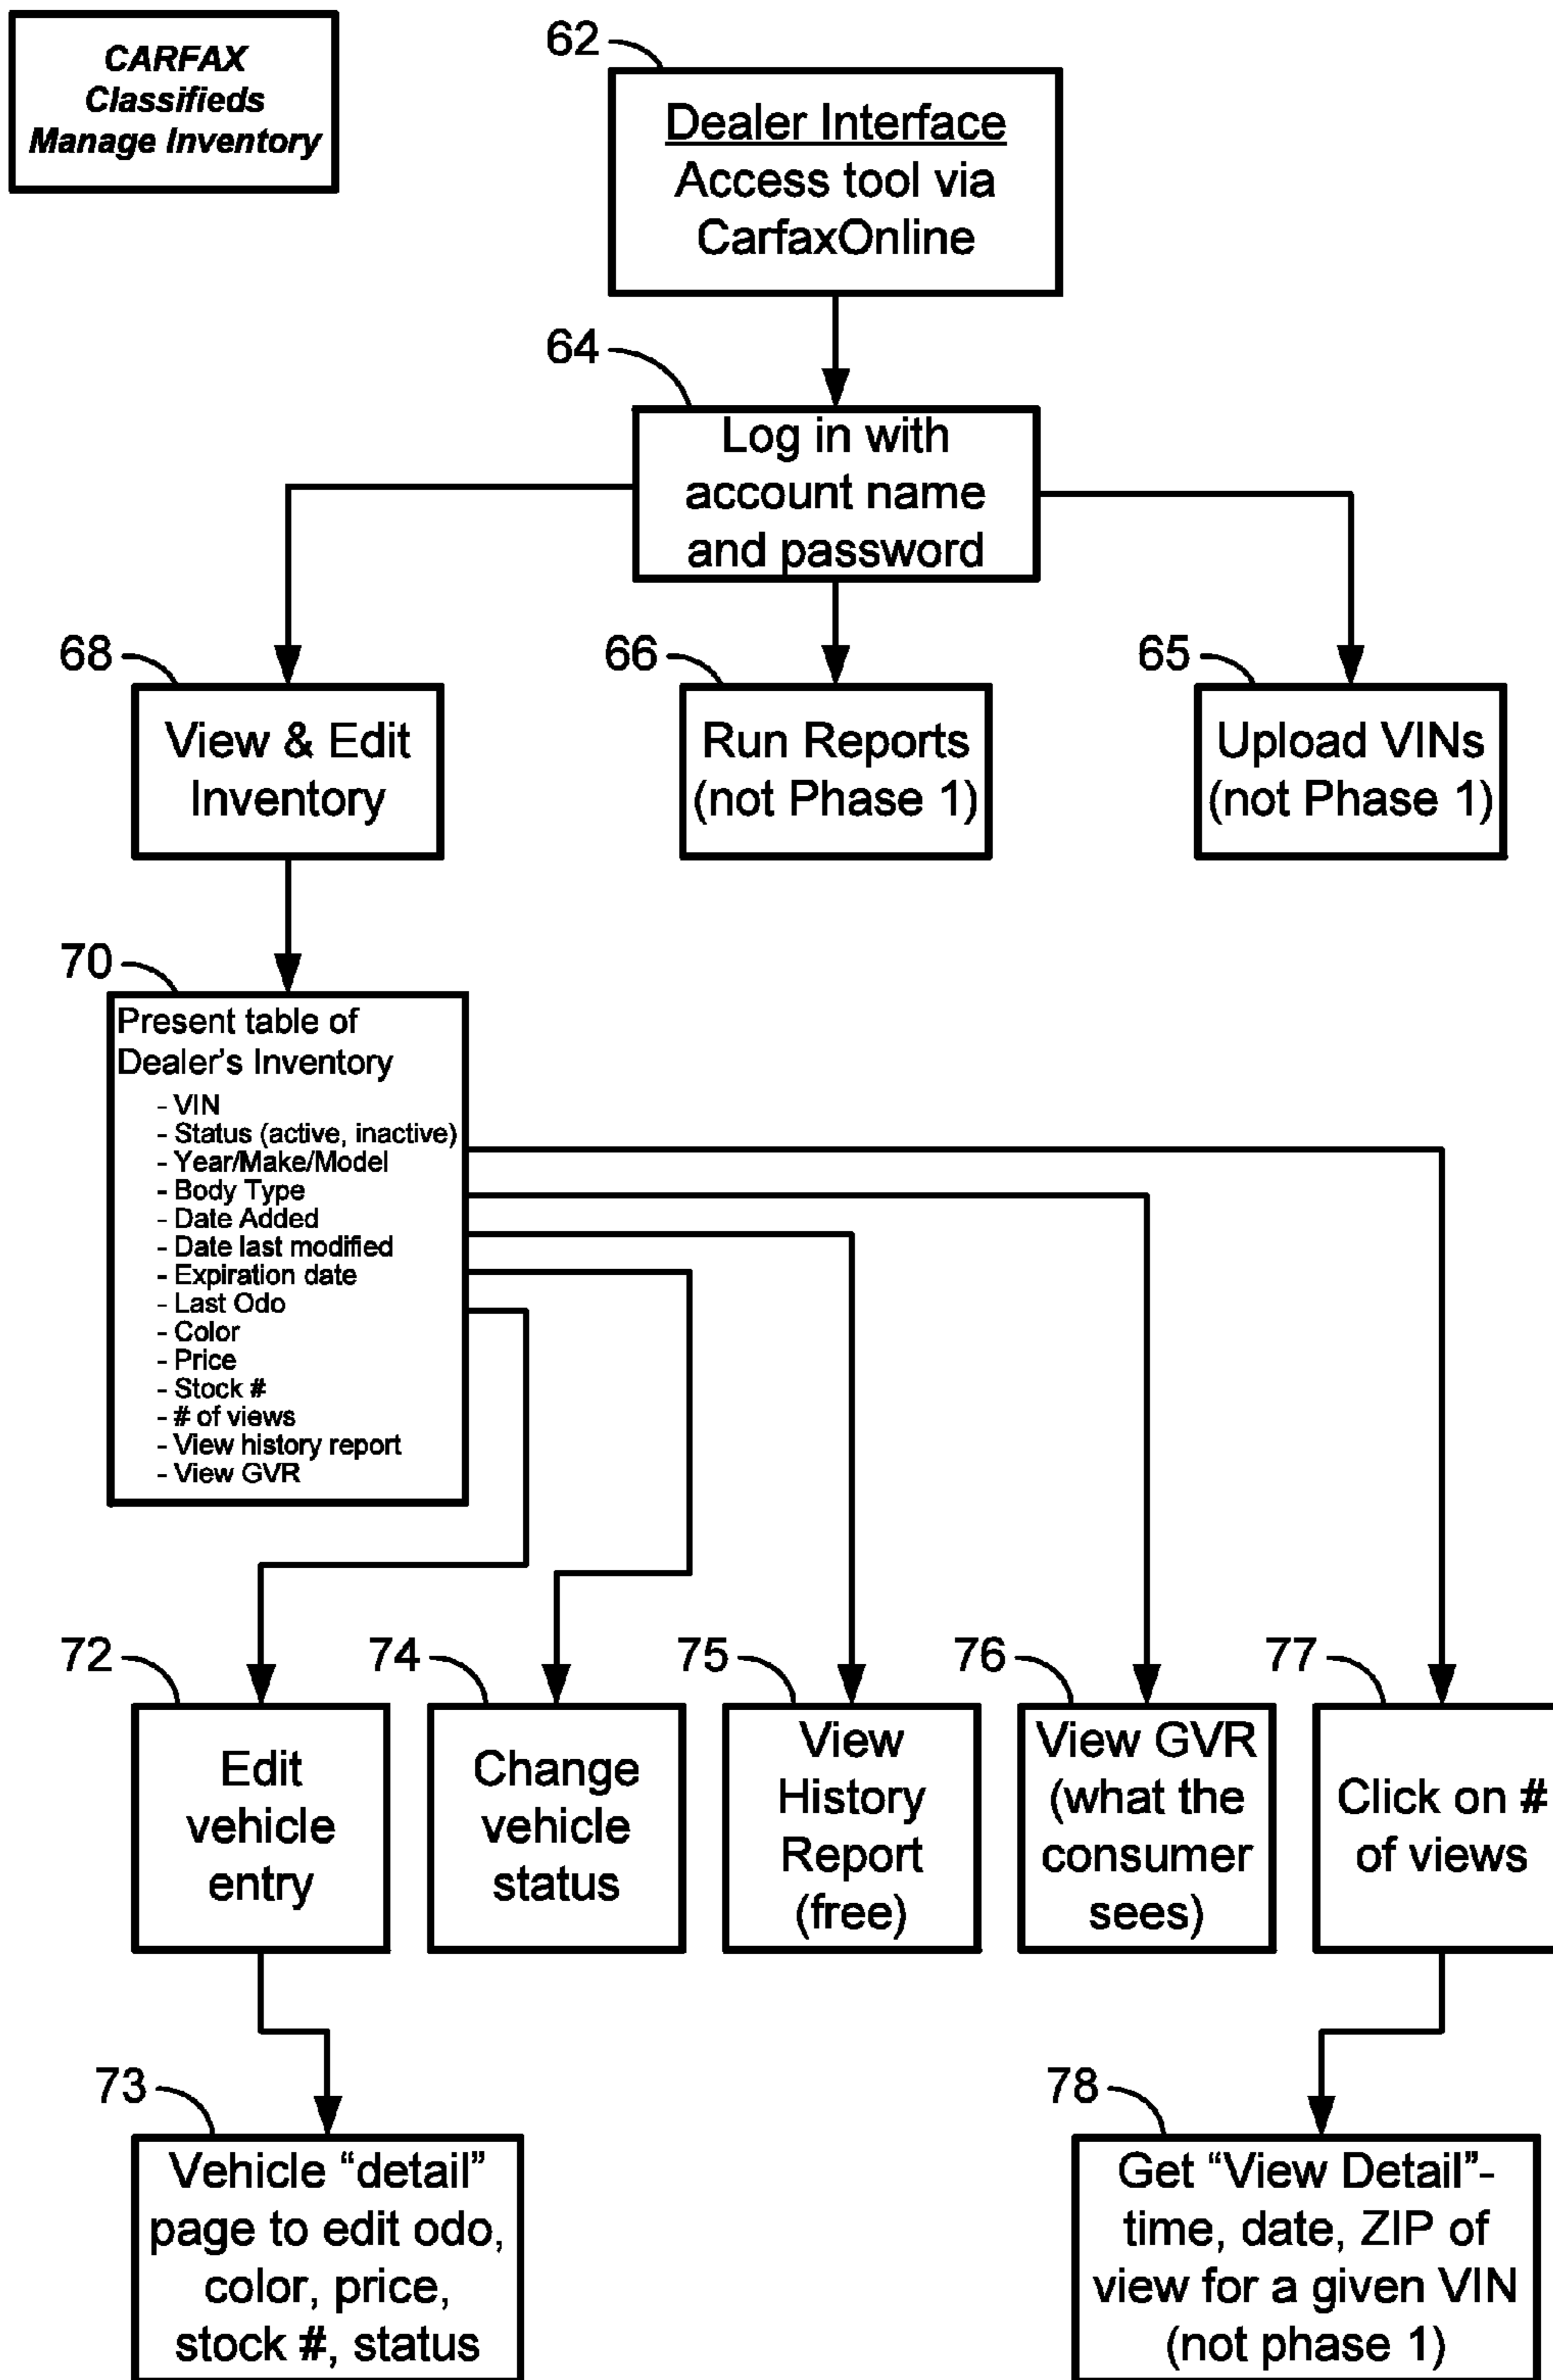 CARFAX
Classifieds
Manage Inventory
62
Dealer Interface
Access tool via
CarfaxOnline
64
Log in with
account name
and password
68
View & Edit
Inventory
66
Run Reports
(not Phase 1)
65
Upload VINs
(not Phase 1)
70
Present table of
Dealer's Inventory
- VIN
- Status (active, inactive)
- Year/Make/Model
- Body Type
- Date Added
- Date last modified
- Expiration date
- Last Odo
- Color
- Price
- Stock #
- # of views
- View history report
- View GVR
72
Edit
vehicle
entry
74
Change
vehicle
status
75
View
History
Report
(free)
76
View GVR
(what the
consumer
sees)
77
Click on #
of views
73
Vehicle “detail”
page to edit odo,
color, price,
stock #, status
78
Get “View Detail”-
time, date, ZIP of
view for a given VIN
(not phase 1)